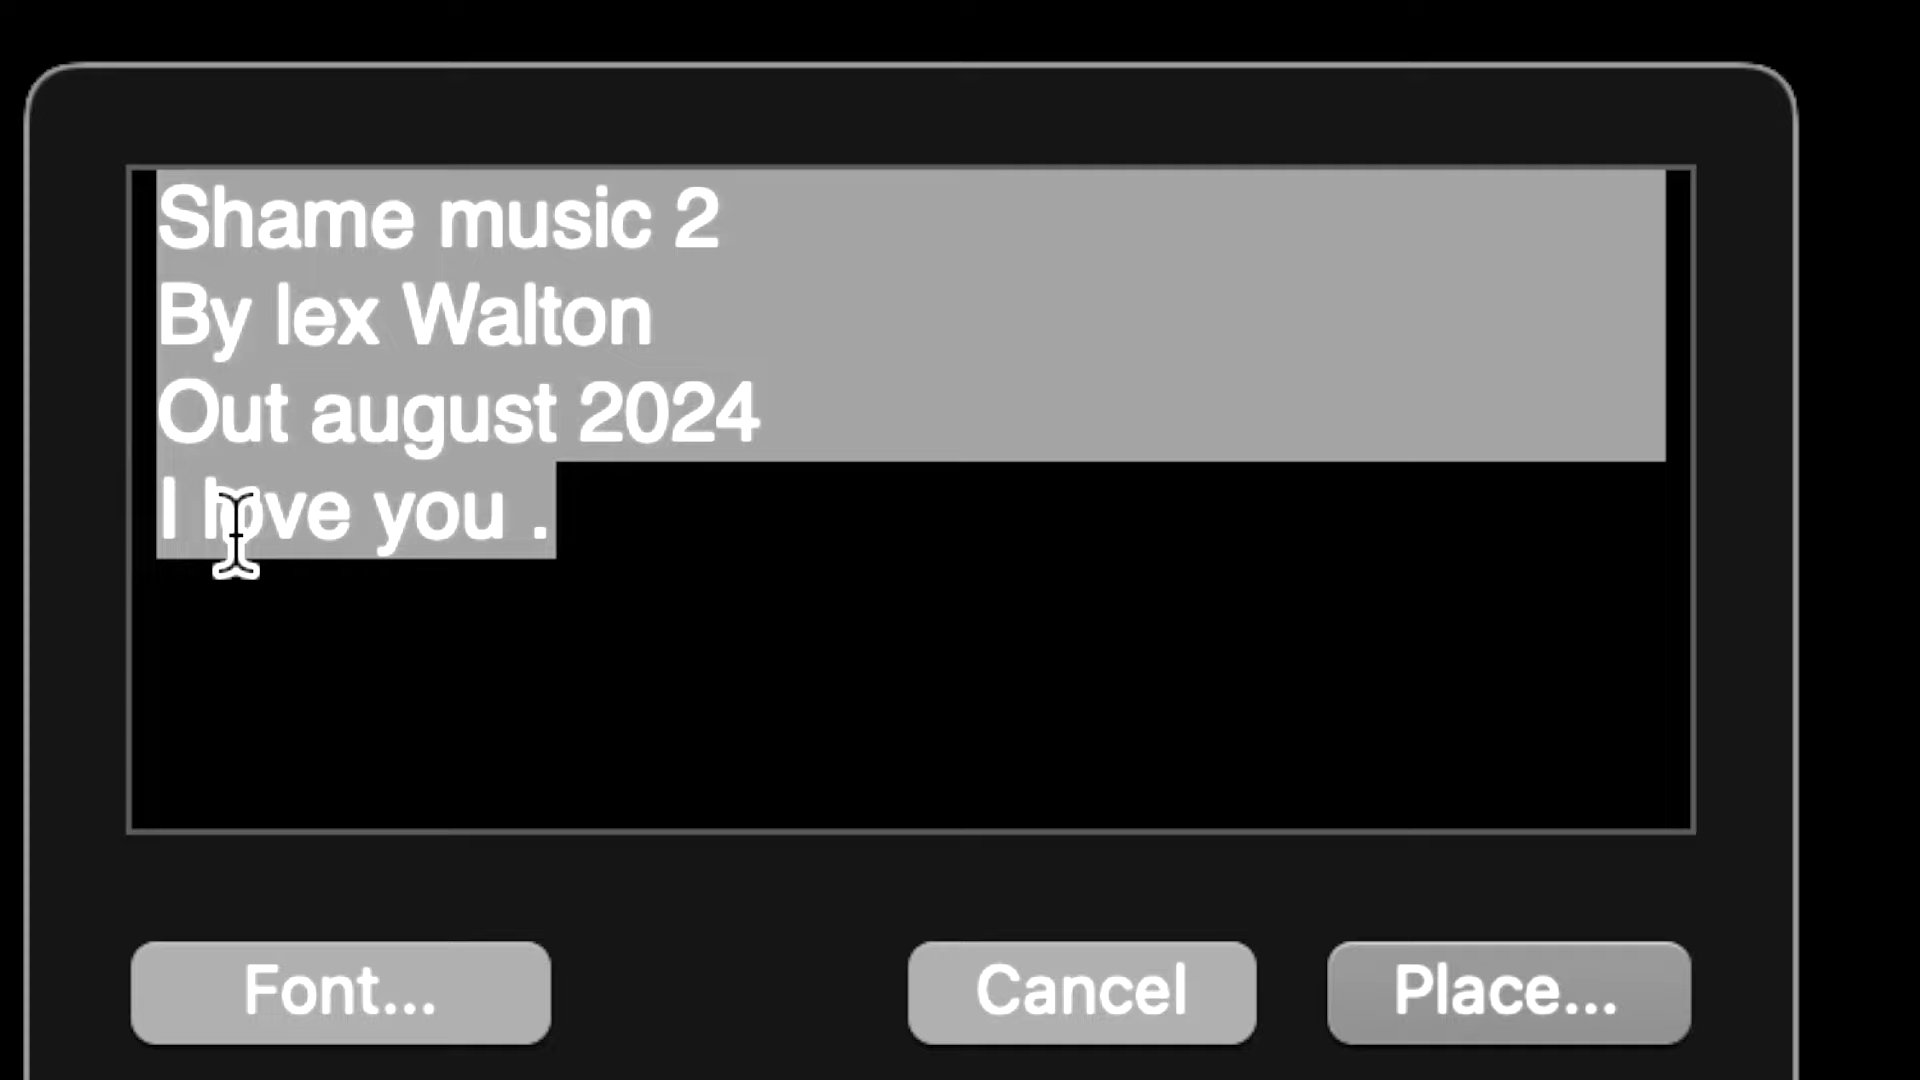 Shame music 2
By lex Walton
Out august 2024
I love you .
Font...
Cancel
Place...